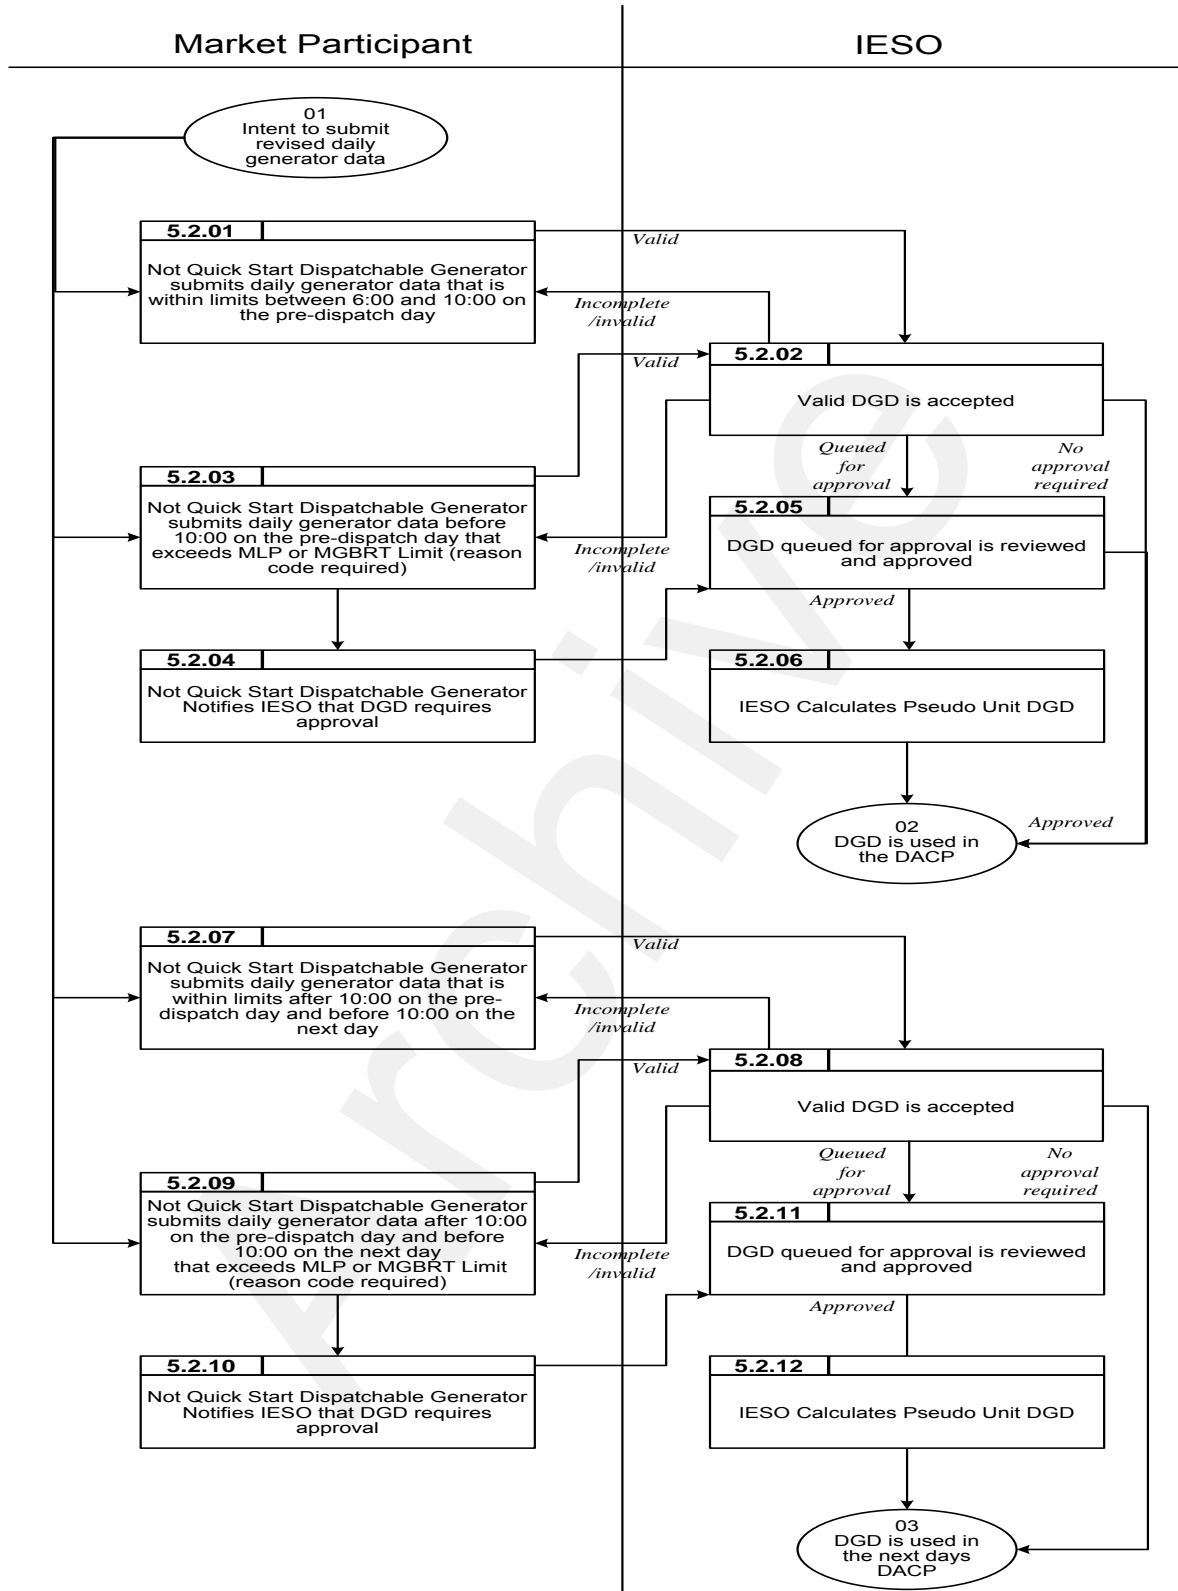 Market Participant
IESO
01
Intent to submit
revised daily
generator data
5.2.01
Not Quick Start Dispatchable Generator
submits daily generator data that is
within limits between 6:00 and 10:00 on
the pre-dispatch day
Valid
Incomplete
/invalid
Valid
5.2.02
Valid DGD is accepted
Queued
for
approval
No
approval
required
5.2.03
Not Quick Start Dispatchable Generator
submits daily generator data before
10:00 on the pre-dispatch day that
exceeds MLP or MGBRT Limit (reason
code required)
Incomplete
/invalid
5.2.05
DGD queued for approval is reviewed
and approved
Approved
5.2.04
Not Quick Start Dispatchable Generator
Notifies IESO that DGD requires
approval
5.2.06
IESO Calculates Pseudo Unit DGD
02
DGD is used in
the DACP
Approved
5.2.07
Not Quick Start Dispatchable Generator
submits daily generator data that is
within limits after 10:00 on the pre-
dispatch day and before 10:00 on the
next day
Valid
Incomplete
/invalid
Valid
5.2.08
Valid DGD is accepted
Queued
for
approval
No
approval
required
5.2.09
Not Quick Start Dispatchable Generator
submits daily generator data after 10:00
on the pre-dispatch day and before
10:00 on the next day
that exceeds MLP or MGBRT Limit
(reason code required)
Incomplete
/invalid
5.2.11
DGD queued for approval is reviewed
and approved
Approved
5.2.10
Not Quick Start Dispatchable Generator
Notifies IESO that DGD requires
approval
5.2.12
IESO Calculates Pseudo Unit DGD
03
DGD is used in
the next days
DACP
Archive